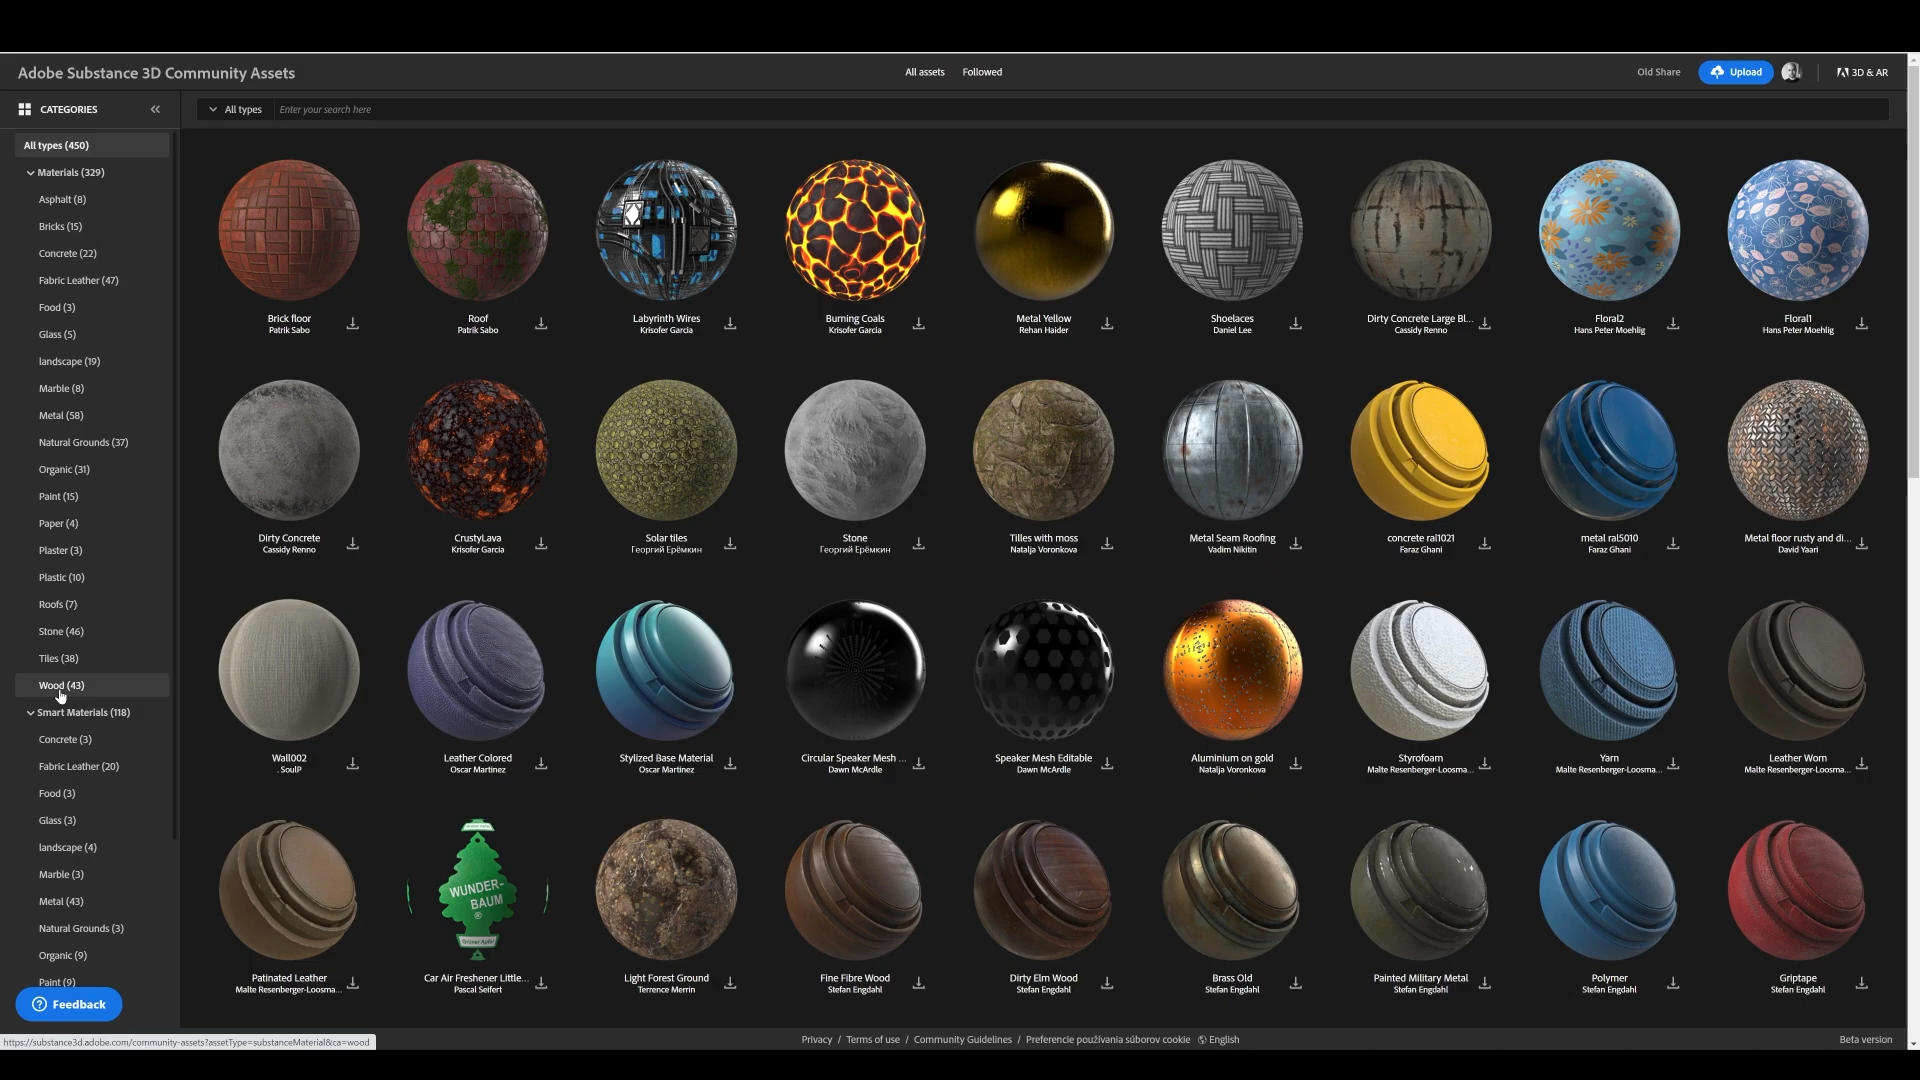 Adobe Substance 3D Community Assets
All assets
Followed
Old Share
Upload
3D & AR
CATEGORIES
All types
Enter your search here
All types (450)
Materials (329)
Asphalt (8)
Bricks (15)
Concrete (22)
Fabric Leather (47)
Food (3)
Glass (5)
landscape (19)
Marble (8)
Metal (58)
Natural Grounds (37)
Organic (31)
Paint (15)
Paper (4)
Plaster (3)
Plastic (10)
Roofs (7)
Stone (46)
Tiles (38)
Wood (43)
Smart Materials (118)
Concrete (3)
Fabric Leather (20)
Food (3)
Glass (3)
landscape (4)
Marble (3)
Metal (43)
Natural Grounds (3)
Organic (9)
Paint (9)
Feedback
Brick floor
Patrik Sabo
Roof
Patrik Sabo
Labyrinth Wires
Krisofer Garcia
Burning Coals
Krisofer Garcia
Metal Yellow
Rehan Haider
Shoelaces
Daniel Lee
Dirty Concrete Large Bl...
Cassidy Renno
Floral2
Hans Peter Moehlig
Floral1
Hans Peter Moehlig
Dirty Concrete
Cassidy Renno
CrustyLava
Krisofer Garcia
Solar tiles
Георгий Ерёмкин
Stone
Георгий Ерёмкин
Tilles with moss
Natalja Voronkova
Metal Seam Roofing
Vadim Nikitin
concrete ral1021
Faraz Ghani
metal ral5010
Faraz Ghani
Metal floor rusty and di...
David Yaari
Wall002
. SoulP
Leather Colored
Oscar Martinez
Stylized Base Material
Oscar Martinez
Circular Speaker Mesh ...
Dawn McArdle
Speaker Mesh Editable
Dawn McArdle
Aluminium on gold
Natalja Voronkova
Styrofoam
Malte Resenberger-Loosma...
Yarn
Malte Resenberger-Loosma...
Leather Worn
Malte Resenberger-Loosma...
WUNDER-
BAUM
®
Grüner Apfel
Patinated Leather
Malte Resenberger-Loosma...
Car Air Freshener Little...
Pascal Seifert
Light Forest Ground
Terrence Merrin
Fine Fibre Wood
Stefan Engdahl
Dirty Elm Wood
Stefan Engdahl
Brass Old
Stefan Engdahl
Painted Military Metal
Stefan Engdahl
Polymer
Stefan Engdahl
Griptape
Stefan Engdahl
https://substance3d.adobe.com/community-assets?assetType=substanceMaterial&ca=wood
Privacy / Terms of use / Community Guidelines / Preferencie používania súborov cookie English
Beta version